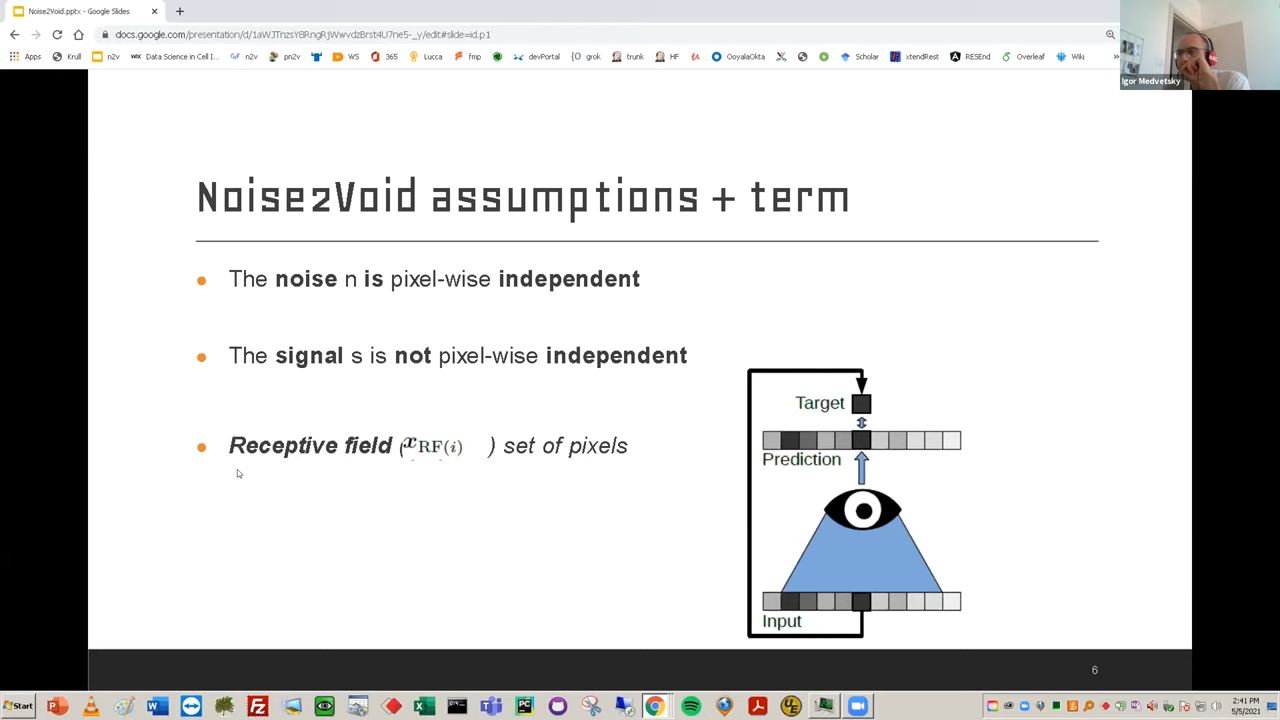 Noise2Void.pptx - Google Slides
docs.google.com/presentation/d/1aWJTnzsY8RngRjWwvdzBrst4U7ne5-_y/edit#slide=id.p1
Apps Krull n2v Data Science in Cell I... n2v pn2v WS 365 Lucca fmp devPortal grok trunk HF OoyalaOkta Scholar xtendRest RESEnd Overleaf Wiki »
Igor Medvetsky
Noise2Void assumptions + term
● The noise n is pixel-wise independent
● The signal s is not pixel-wise independent
● Receptive field (xRF(i) ) set of pixels
Target
Prediction
Input
6
Start
2:41 PM
5/5/2021